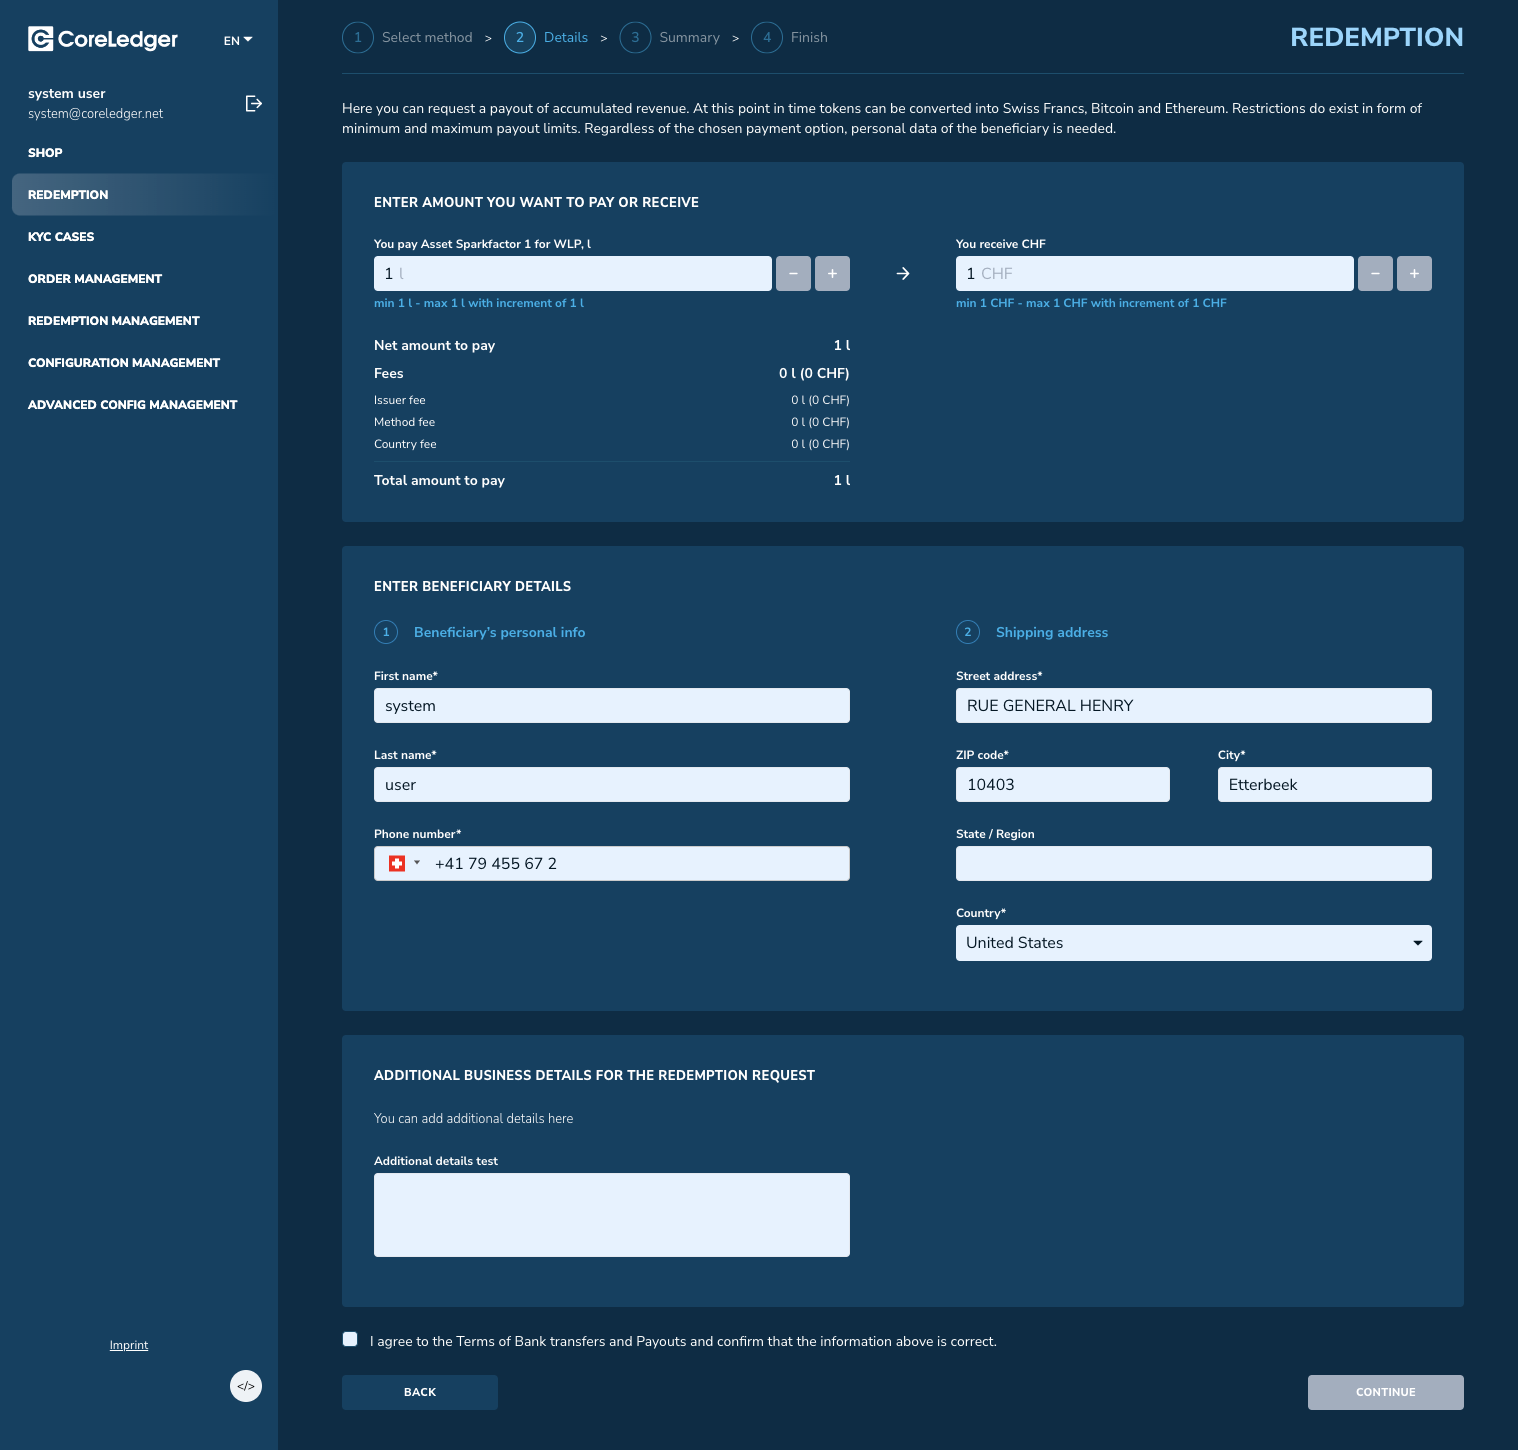 CoreLedger
EN
system user
system@coreledger.net
SHOP
REDEMPTION
KYC CASES
ORDER MANAGEMENT
REDEMPTION MANAGEMENT
CONFIGURATION MANAGEMENT
ADVANCED CONFIG MANAGEMENT
Imprint
</>
1 Select method > 2 Details > 3 Summary > 4 Finish
REDEMPTION
Here you can request a payout of accumulated revenue. At this point in time tokens can be converted into Swiss Francs, Bitcoin and Ethereum. Restrictions do exist in form of
minimum and maximum payout limits. Regardless of the chosen payment option, personal data of the beneficiary is needed.
ENTER AMOUNT YOU WANT TO PAY OR RECEIVE
You pay Asset Sparkfactor 1 for WLP, l
1 l − +
min 1 l - max 1 l with increment of 1 l
→
You receive CHF
1 CHF − +
min 1 CHF - max 1 CHF with increment of 1 CHF
Net amount to pay 1 l
Fees 0 l (0 CHF)
Issuer fee 0 l (0 CHF)
Method fee 0 l (0 CHF)
Country fee 0 l (0 CHF)
Total amount to pay 1 l
ENTER BENEFICIARY DETAILS
1 Beneficiary's personal info
First name*
system
Last name*
user
Phone number*
+41 79 455 67 2
2 Shipping address
Street address*
RUE GENERAL HENRY
ZIP code* City*
10403 Etterbeek
State / Region
Country*
United States
ADDITIONAL BUSINESS DETAILS FOR THE REDEMPTION REQUEST
You can add additional details here
Additional details test
I agree to the Terms of Bank transfers and Payouts and confirm that the information above is correct.
BACK
CONTINUE